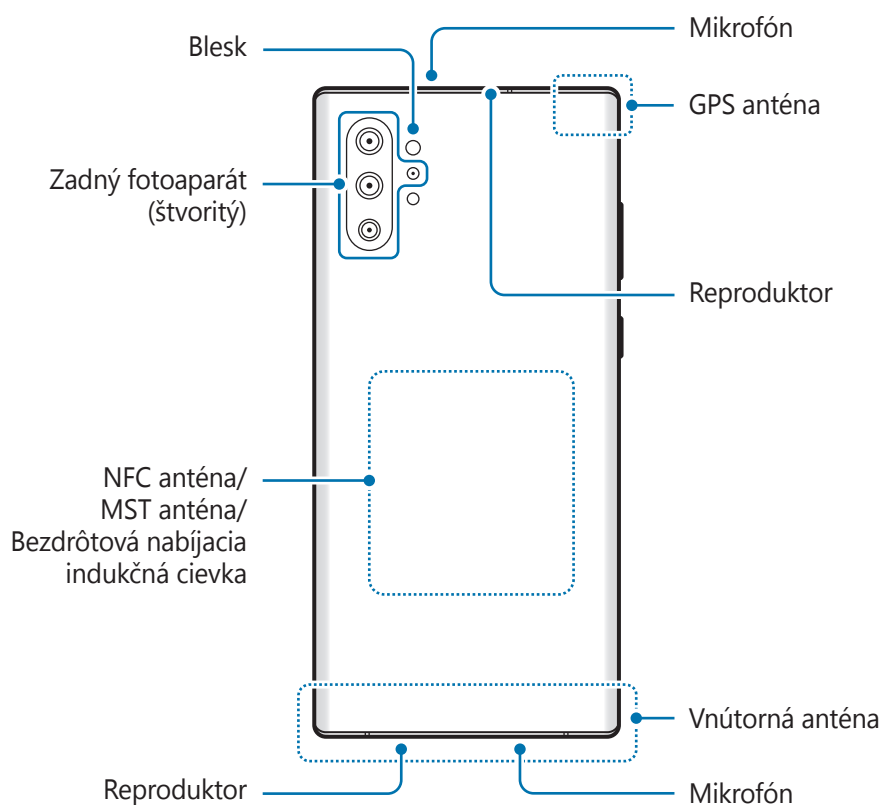 Mikrofón
Blesk
GPS anténa
Zadný fotoaparát
(štvoritý)
Reproduktor
NFC anténa/
MST anténa/
Bezdrôtová nabíjacia
indukčná cievka
Vnútorná anténa
Reproduktor
Mikrofón